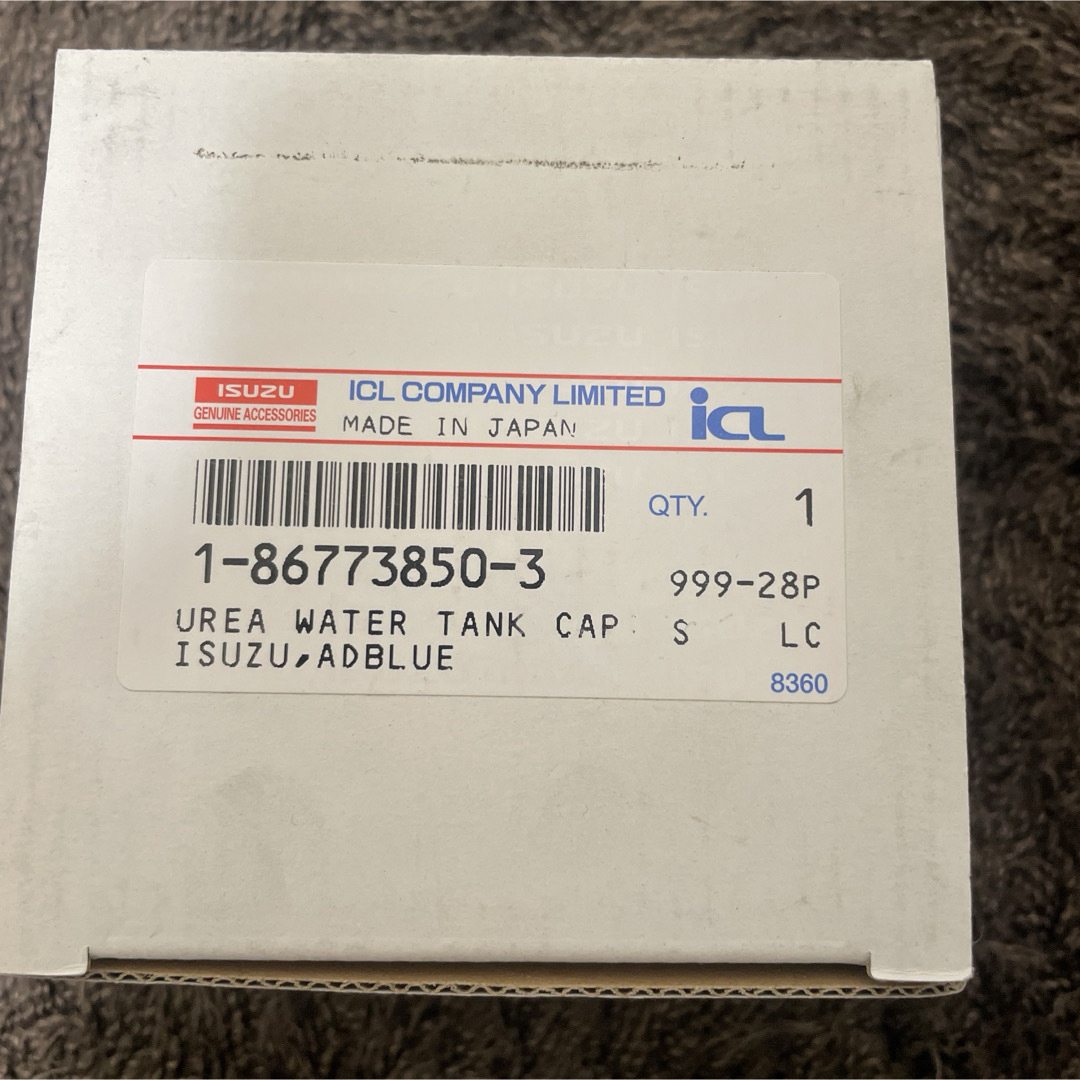 ISUZU
GENUINE ACCESSORIES
ICL COMPANY LIMITED
MADE IN JAPAN
icl
QTY. 1
1-86773850-3
999-28P
UREA WATER TANK CAP
S LC
ISUZU,ADBLUE
8360